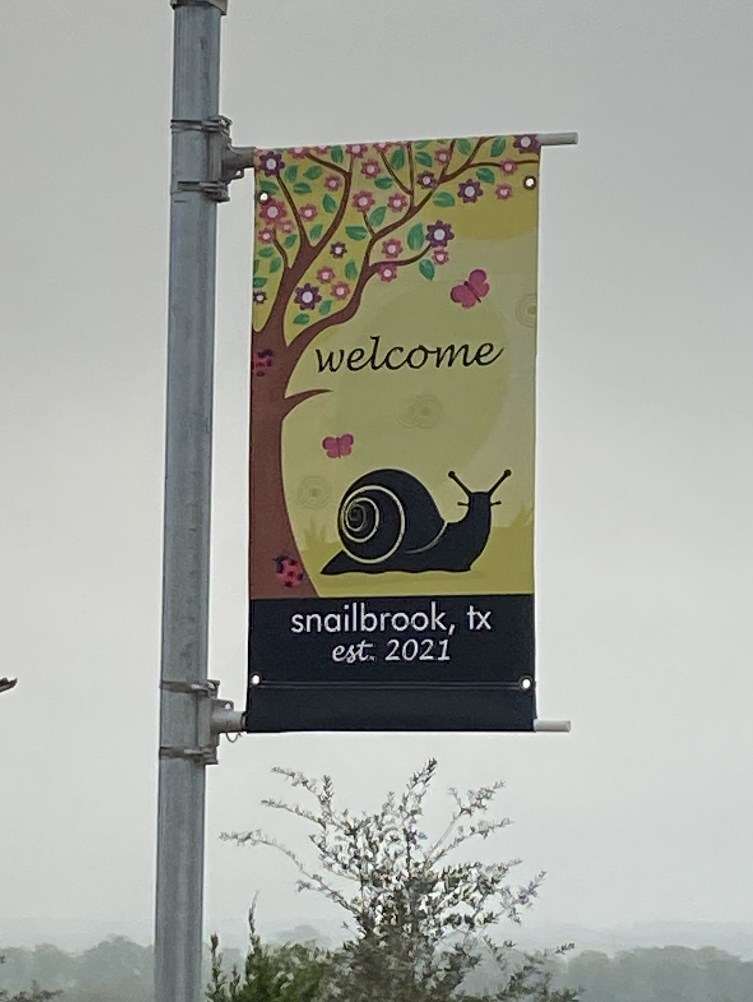 welcome
snailbrook, tx
est. 2021